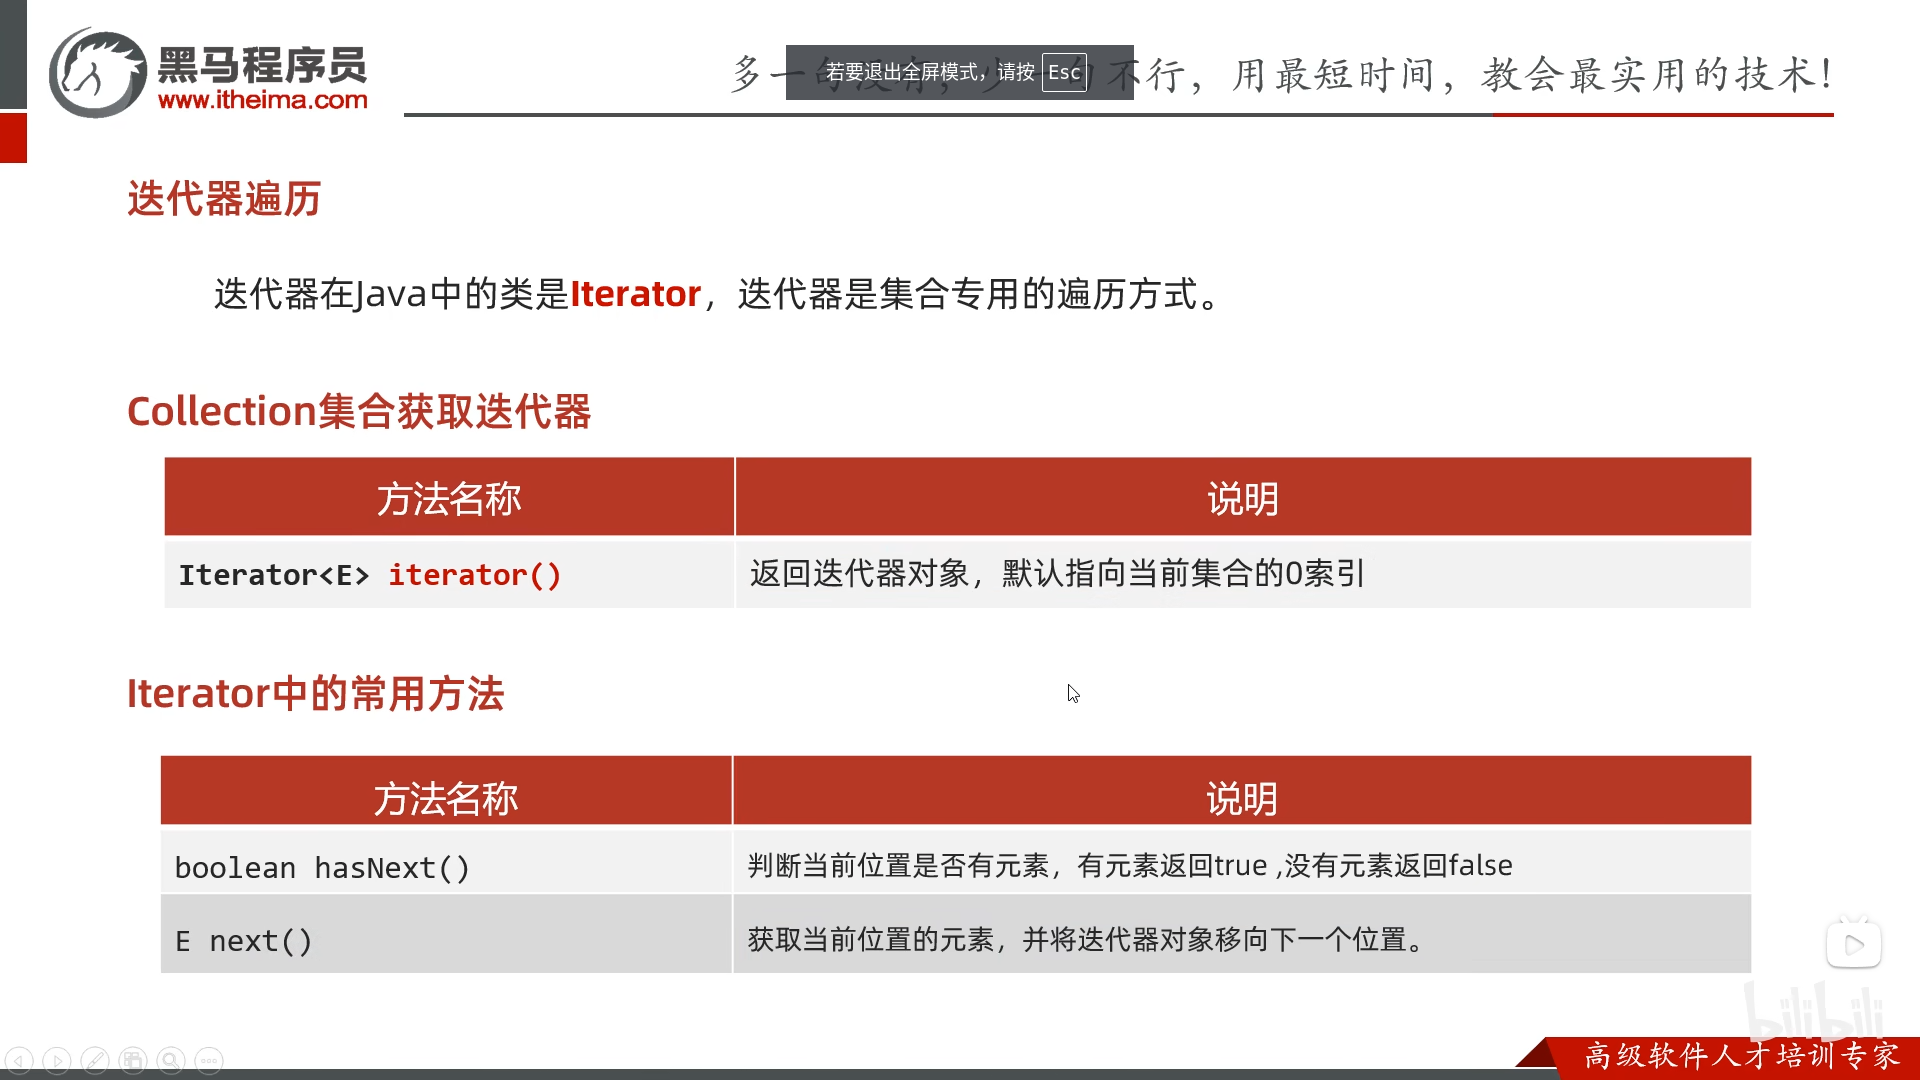 黑马程序员
www.itheima.com
多一句没有，少一句不行，用最短时间，教会最实用的技术！
若要退出全屏模式，请按 Esc
迭代器遍历
迭代器在Java中的类是Iterator，迭代器是集合专用的遍历方式。
Collection集合获取迭代器
方法名称 说明
Iterator<E> iterator() 返回迭代器对象，默认指向当前集合的0索引
Iterator中的常用方法
方法名称 说明
boolean hasNext() 判断当前位置是否有元素，有元素返回true ,没有元素返回false
E next() 获取当前位置的元素，并将迭代器对象移向下一个位置。
bilibili
高级软件人才培训专家